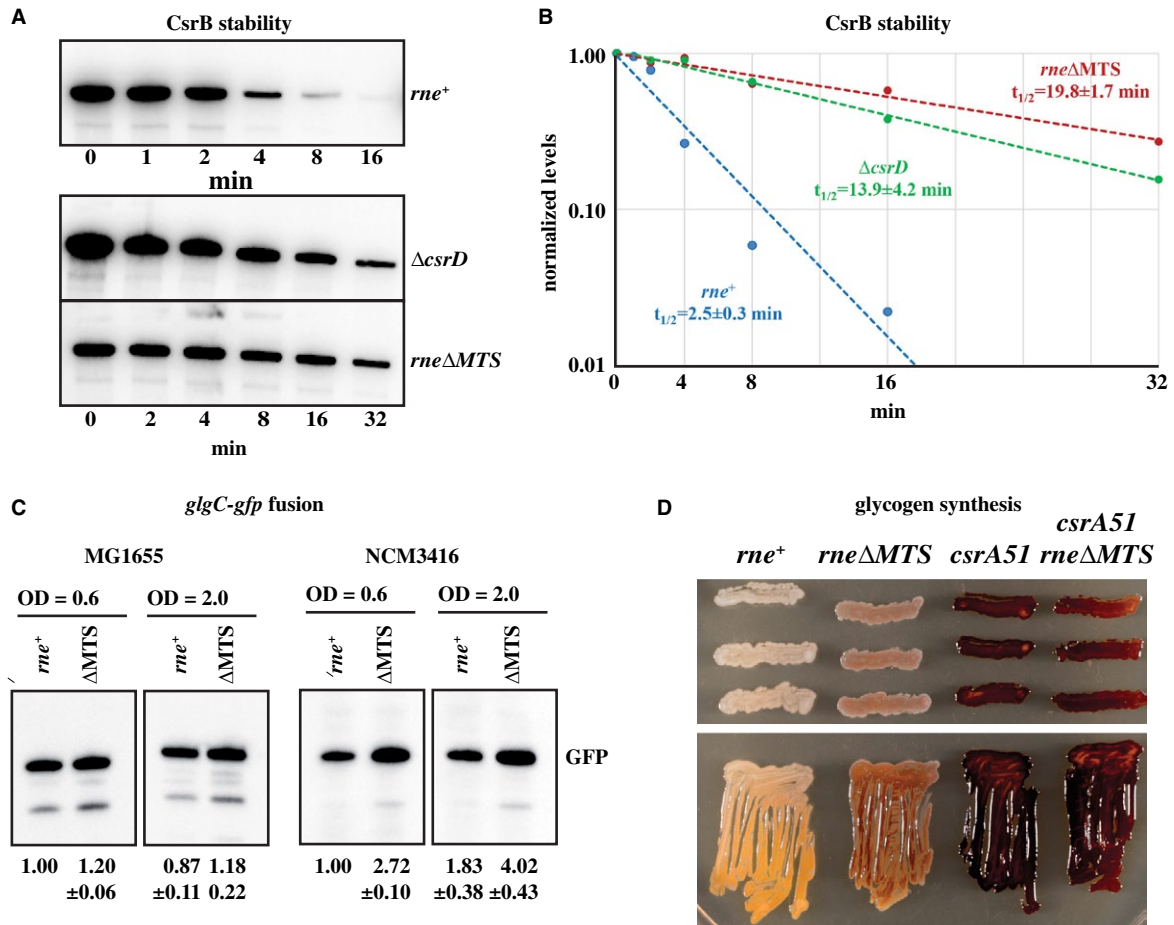 A
CsrB stability
rne+
0 1 2 4 8 16
min
ΔcsrD
rneΔMTS
0 2 4 8 16 32
min
B
CsrB stability
normalized levels
1.00
0.10
0.01
rneΔMTS
t1/2=19.8±1.7 min
ΔcsrD
t1/2=13.9±4.2 min
rne+
t1/2=2.5±0.3 min
0 4 8 16 32
min
C
glgC-gfp fusion
MG1655 NCM3416
OD = 0.6 OD = 2.0 OD = 0.6 OD = 2.0
rne+ ΔMTS rne+ ΔMTS rne+ ΔMTS rne+ ΔMTS
GFP
1.00 1.20 0.87 1.18 1.00 2.72 1.83 4.02
±0.06 ±0.11 0.22 ±0.10 ±0.38 ±0.43
D
glycogen synthesis
csrA51
rne+ rneΔMTS csrA51 rneΔMTS